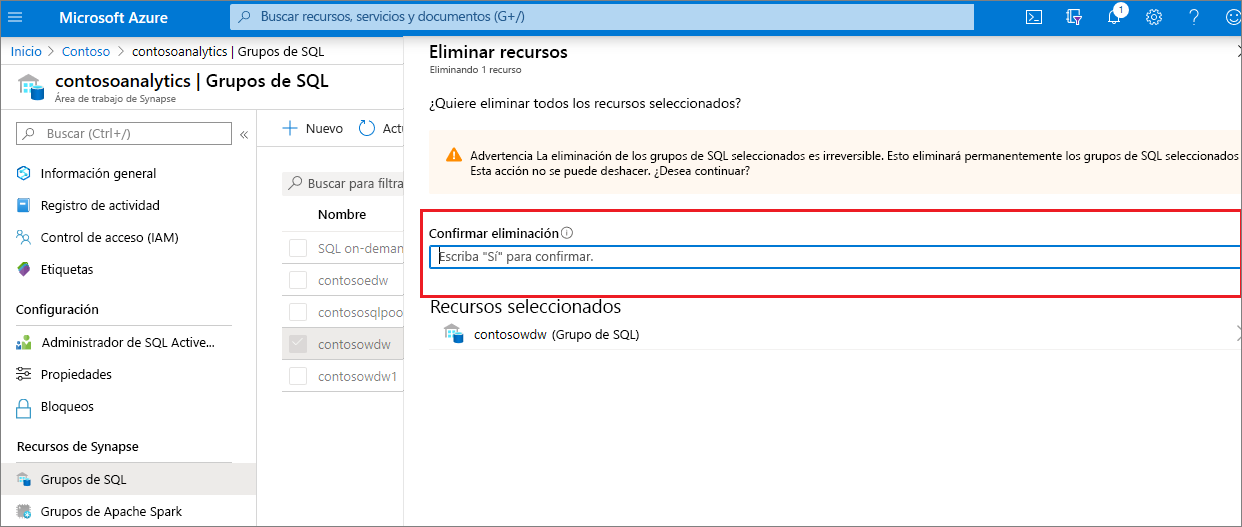 Microsoft Azure
Buscar recursos, servicios y documentos (G+/)
1
Inicio > Contoso > contosoanalytics | Grupos de SQL
contosoanalytics | Grupos de SQL
Área de trabajo de Synapse
Buscar (Ctrl+/)
Información general
Registro de actividad
Control de acceso (IAM)
Etiquetas
Configuración
Administrador de SQL Active...
Propiedades
Bloqueos
Recursos de Synapse
Grupos de SQL
Grupos de Apache Spark
Nuevo
Actu
Buscar para filtra
Nombre
SQL on-deman
contosoedw
contososqlpoo
contosowdw
contosowdw1
Eliminar recursos
Eliminando 1 recurso
¿Quiere eliminar todos los recursos seleccionados?
Advertencia La eliminación de los grupos de SQL seleccionados es irreversible. Esto eliminará permanentemente los grupos de SQL seleccionados
Esta acción no se puede deshacer. ¿Desea continuar?
Confirmar eliminación
Escriba "Sí" para confirmar.
Recursos seleccionados
contosowdw (Grupo de SQL)